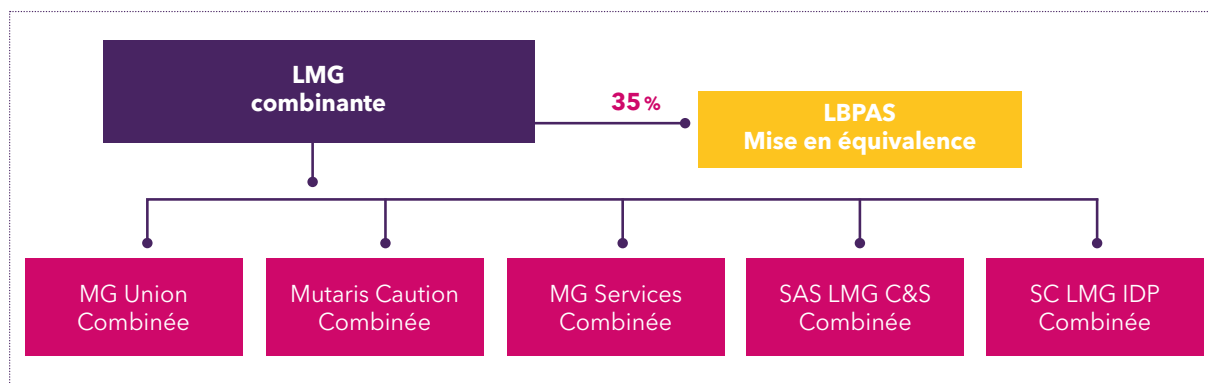 LMG
combinante
35 %
LBPAS
Mise en équivalence
MG Union
Combinée
Mutaris Caution
Combinée
MG Services
Combinée
SAS LMG C&S
Combinée
SC LMG IDP
Combinée